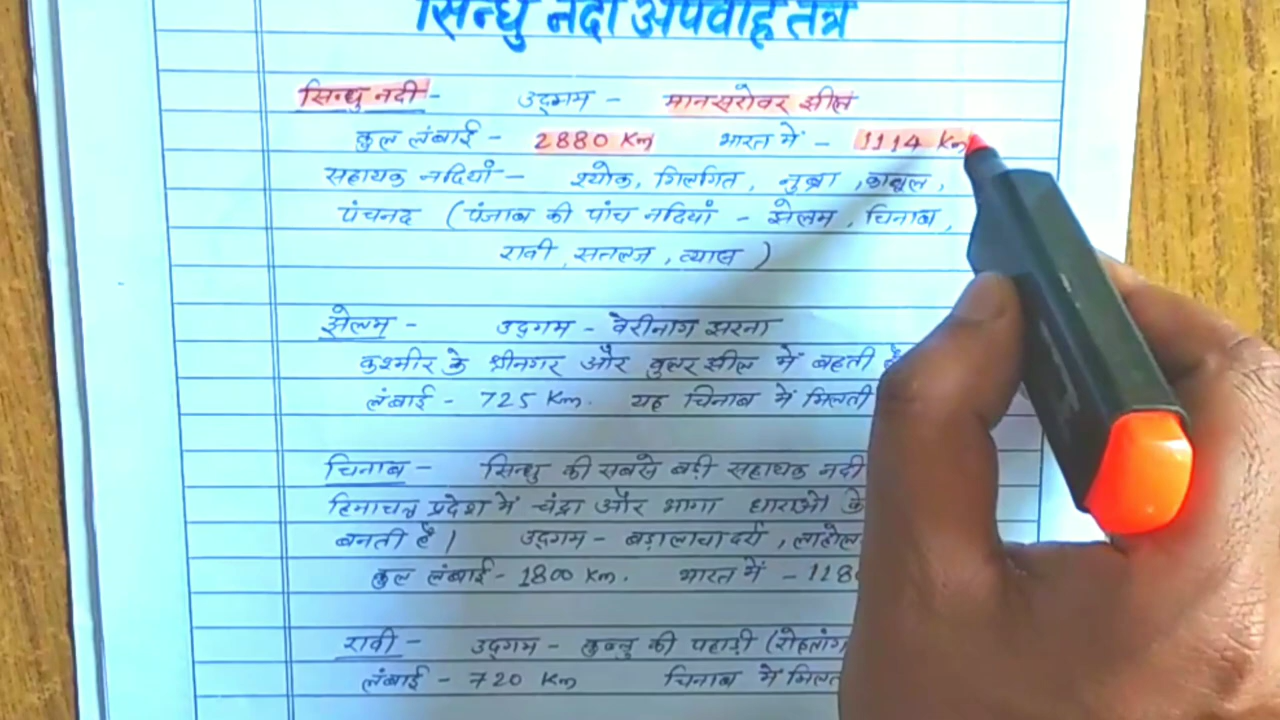 सिन्धु नदी अपवाह तंत्र
सिन्धु नदी - उद्गम - मानसरोवर झील
कुल लंबाई - 2880 Km भारत में - 1114 Km
सहायक नदियाँ - श्योक, गिलगित, नुब्रा, काबुल,
पंचनद (पंजाब की पांच नदियाँ - झेलम, चिनाब,
रावी, सतलज, व्यास)
झेलम - उद्गम - वेरीनाग झरना
कश्मीर के श्रीनगर और वुलर झील में बहती
लंबाई - 725 Km. यह चिनाब में मिलती
चिनाब - सिन्धु की सबसे बड़ी सहायक नदी
हिमाचल प्रदेश में चंद्रा और भागा धाराओं के
बनती है। उद्गम - बड़ालाचा दर्रा, लाहोल
कुल लंबाई - 1800 Km. भारत में - 118
रावी - उद्गम - कुल्लु की पहाड़ी (रोहतांग
लंबाई - 720 Km चिनाब में